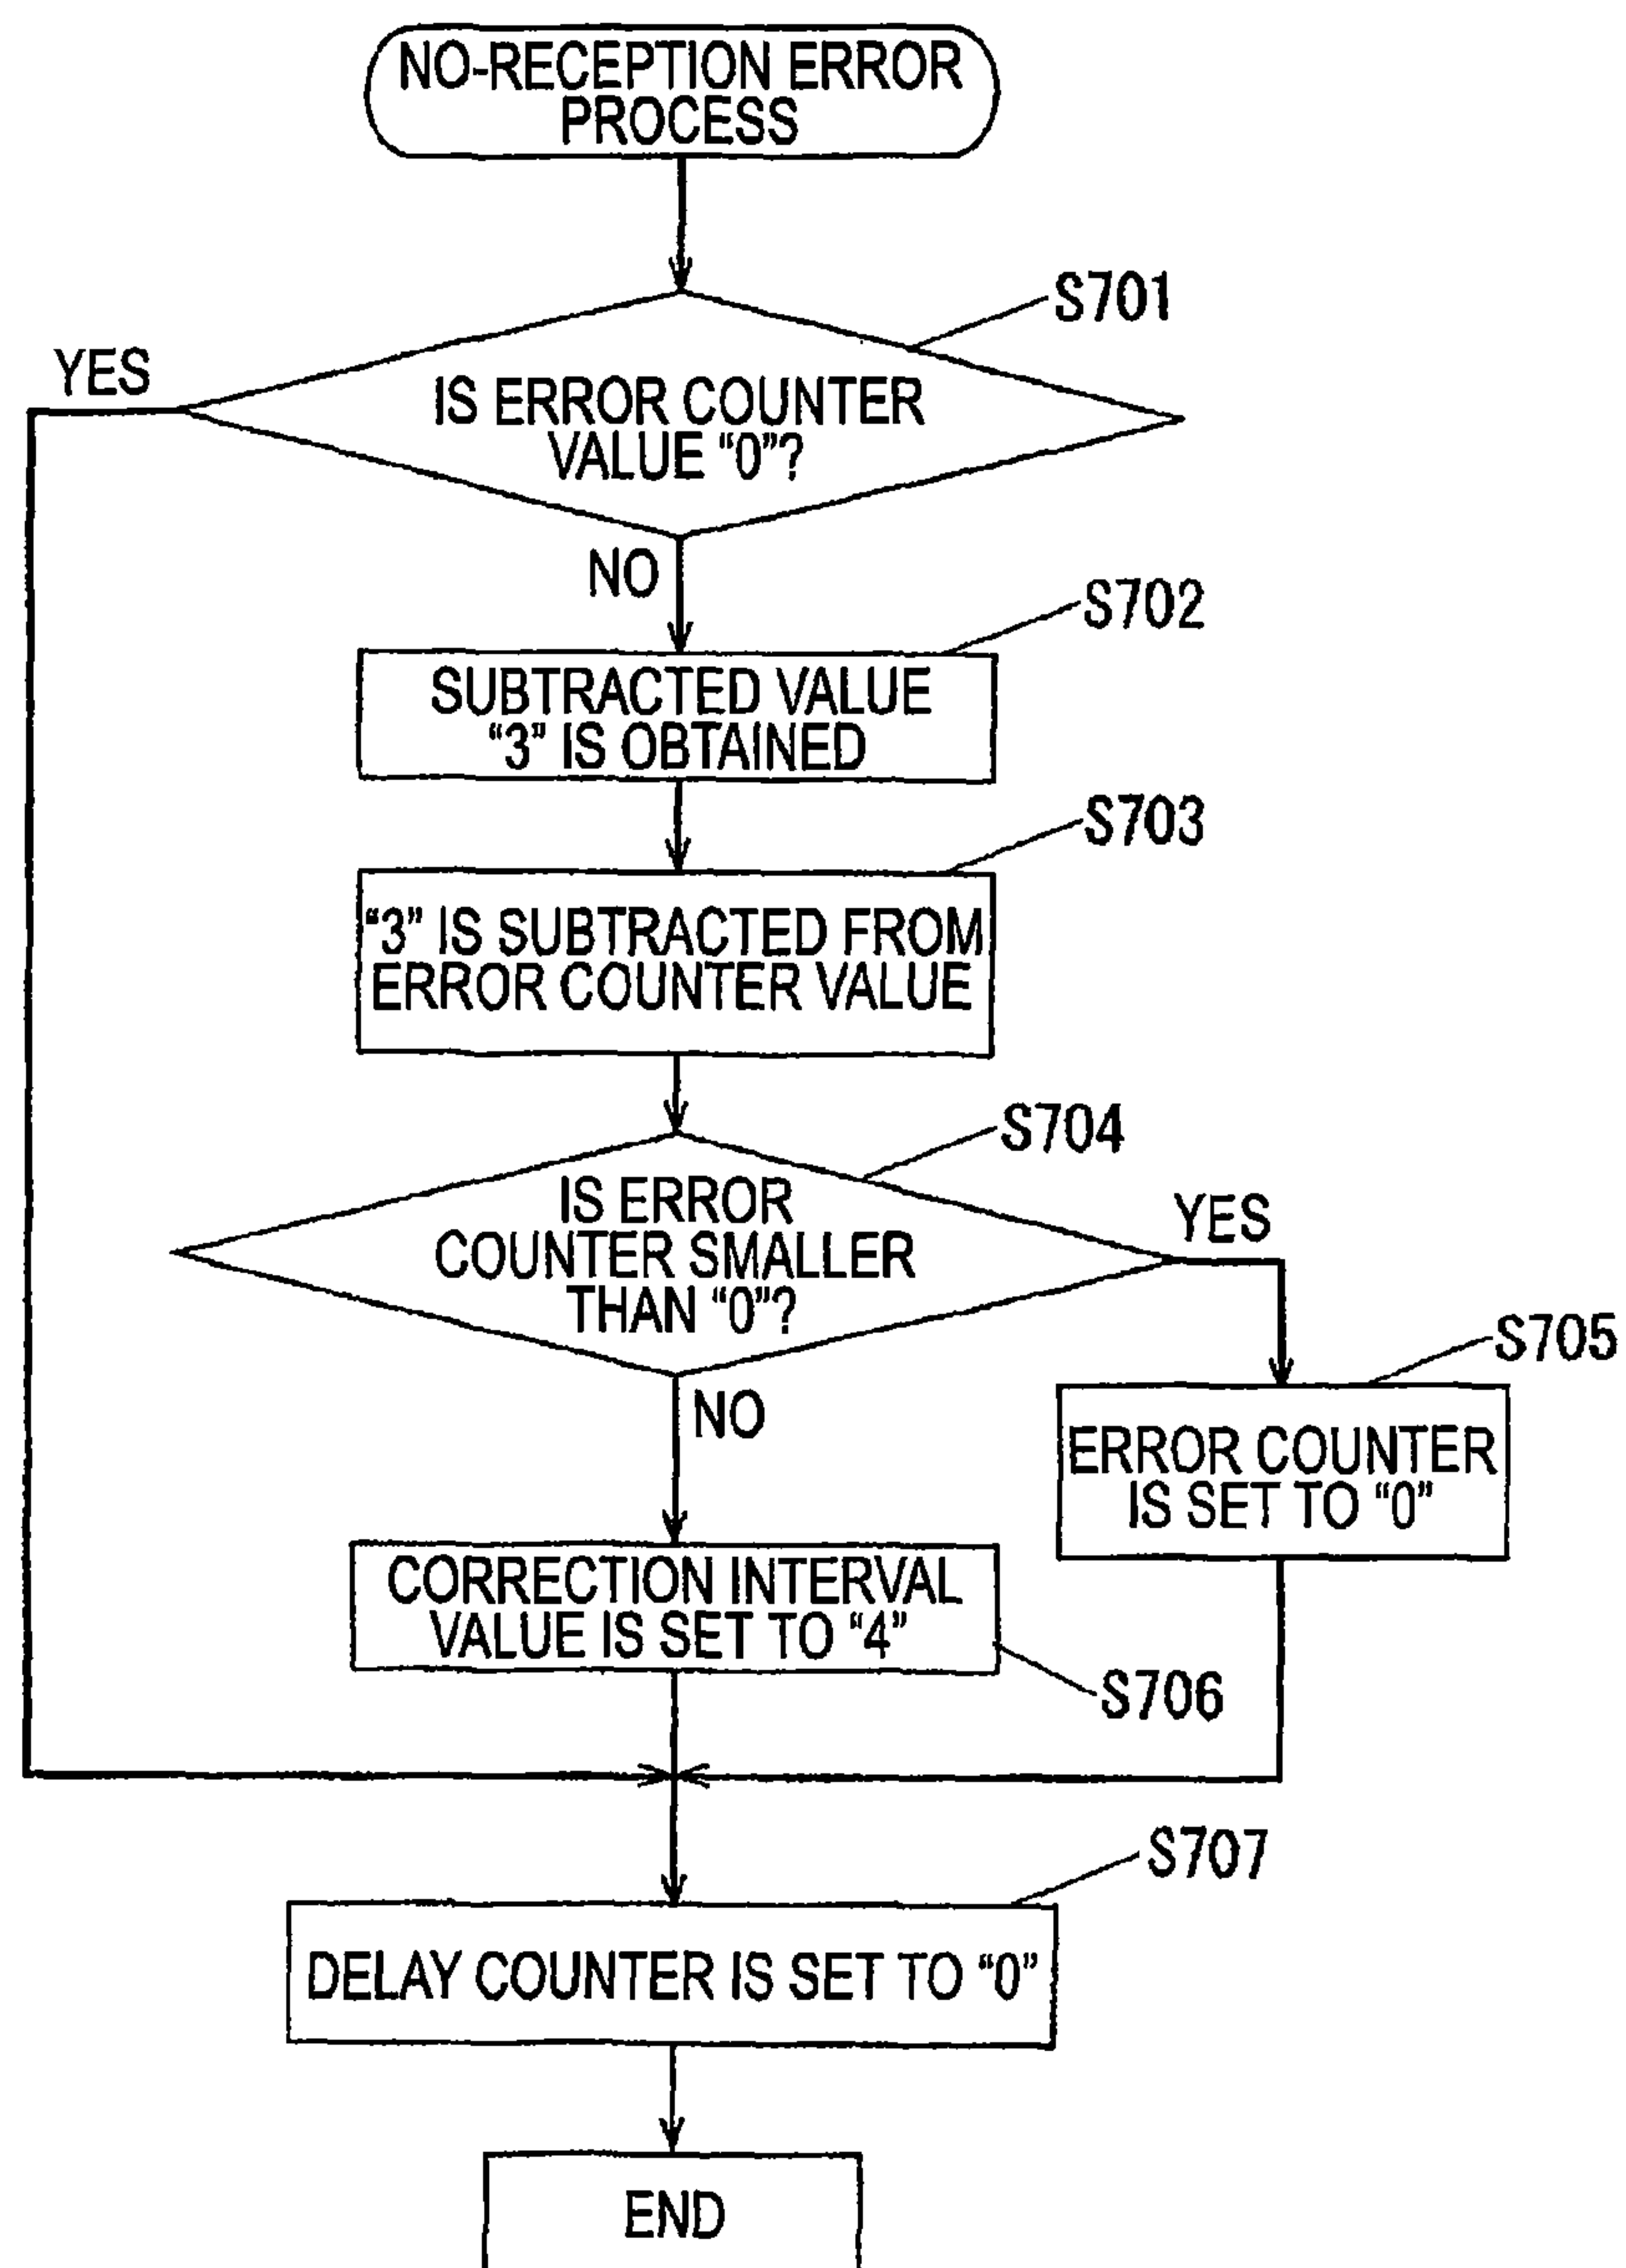 NO-RECEPTION ERROR
PROCESS
S701
YES
IS ERROR COUNTER
VALUE “0”?
NO
S702
SUBTRACTED VALUE
“3” IS OBTAINED
S703
“3” IS SUBTRACTED FROM
ERROR COUNTER VALUE
S704
IS ERROR
COUNTER SMALLER
THAN “0”?
YES
S705
NO
ERROR COUNTER
IS SET TO “0”
CORRECTION INTERVAL
VALUE IS SET TO “4”
S706
S707
DELAY COUNTER IS SET TO “0”
END